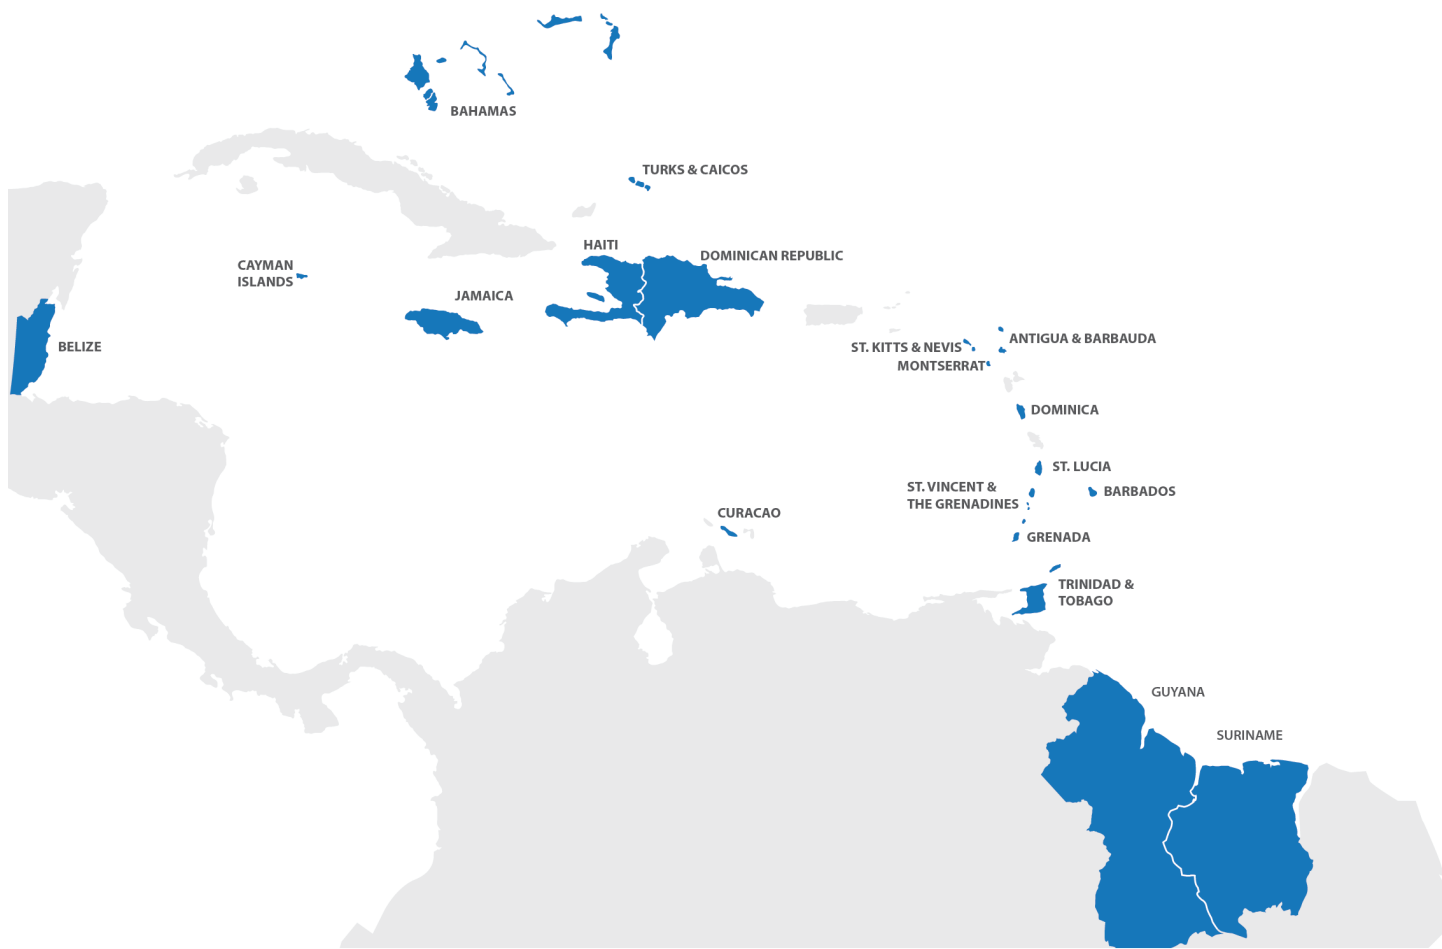 BAHAMAS
TURKS & CAICOS
HAITI
DOMINICAN REPUBLIC
CAYMAN
ISLANDS
JAMAICA
BELIZE
ST. KITTS & NEVIS
ANTIGUA & BARBAUDA
MONTSERRAT
DOMINICA
ST. LUCIA
ST. VINCENT &
THE GRENADINES
BARBADOS
CURACAO
GRENADA
TRINIDAD &
TOBAGO
GUYANA
SURINAME